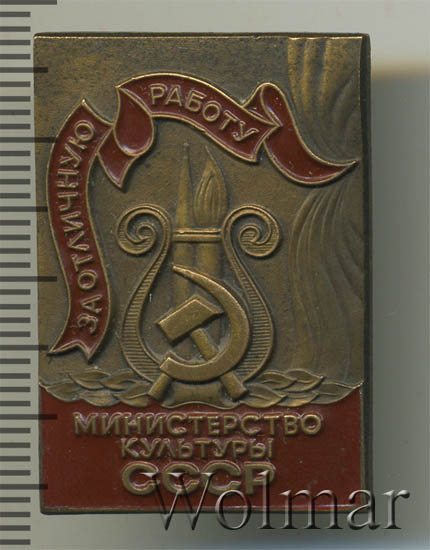 ЗА ОТЛИЧНУЮ
РАБОТУ
МИНИСТЕРСТВО
КУЛЬТУРЫ
СССР
Wolmar